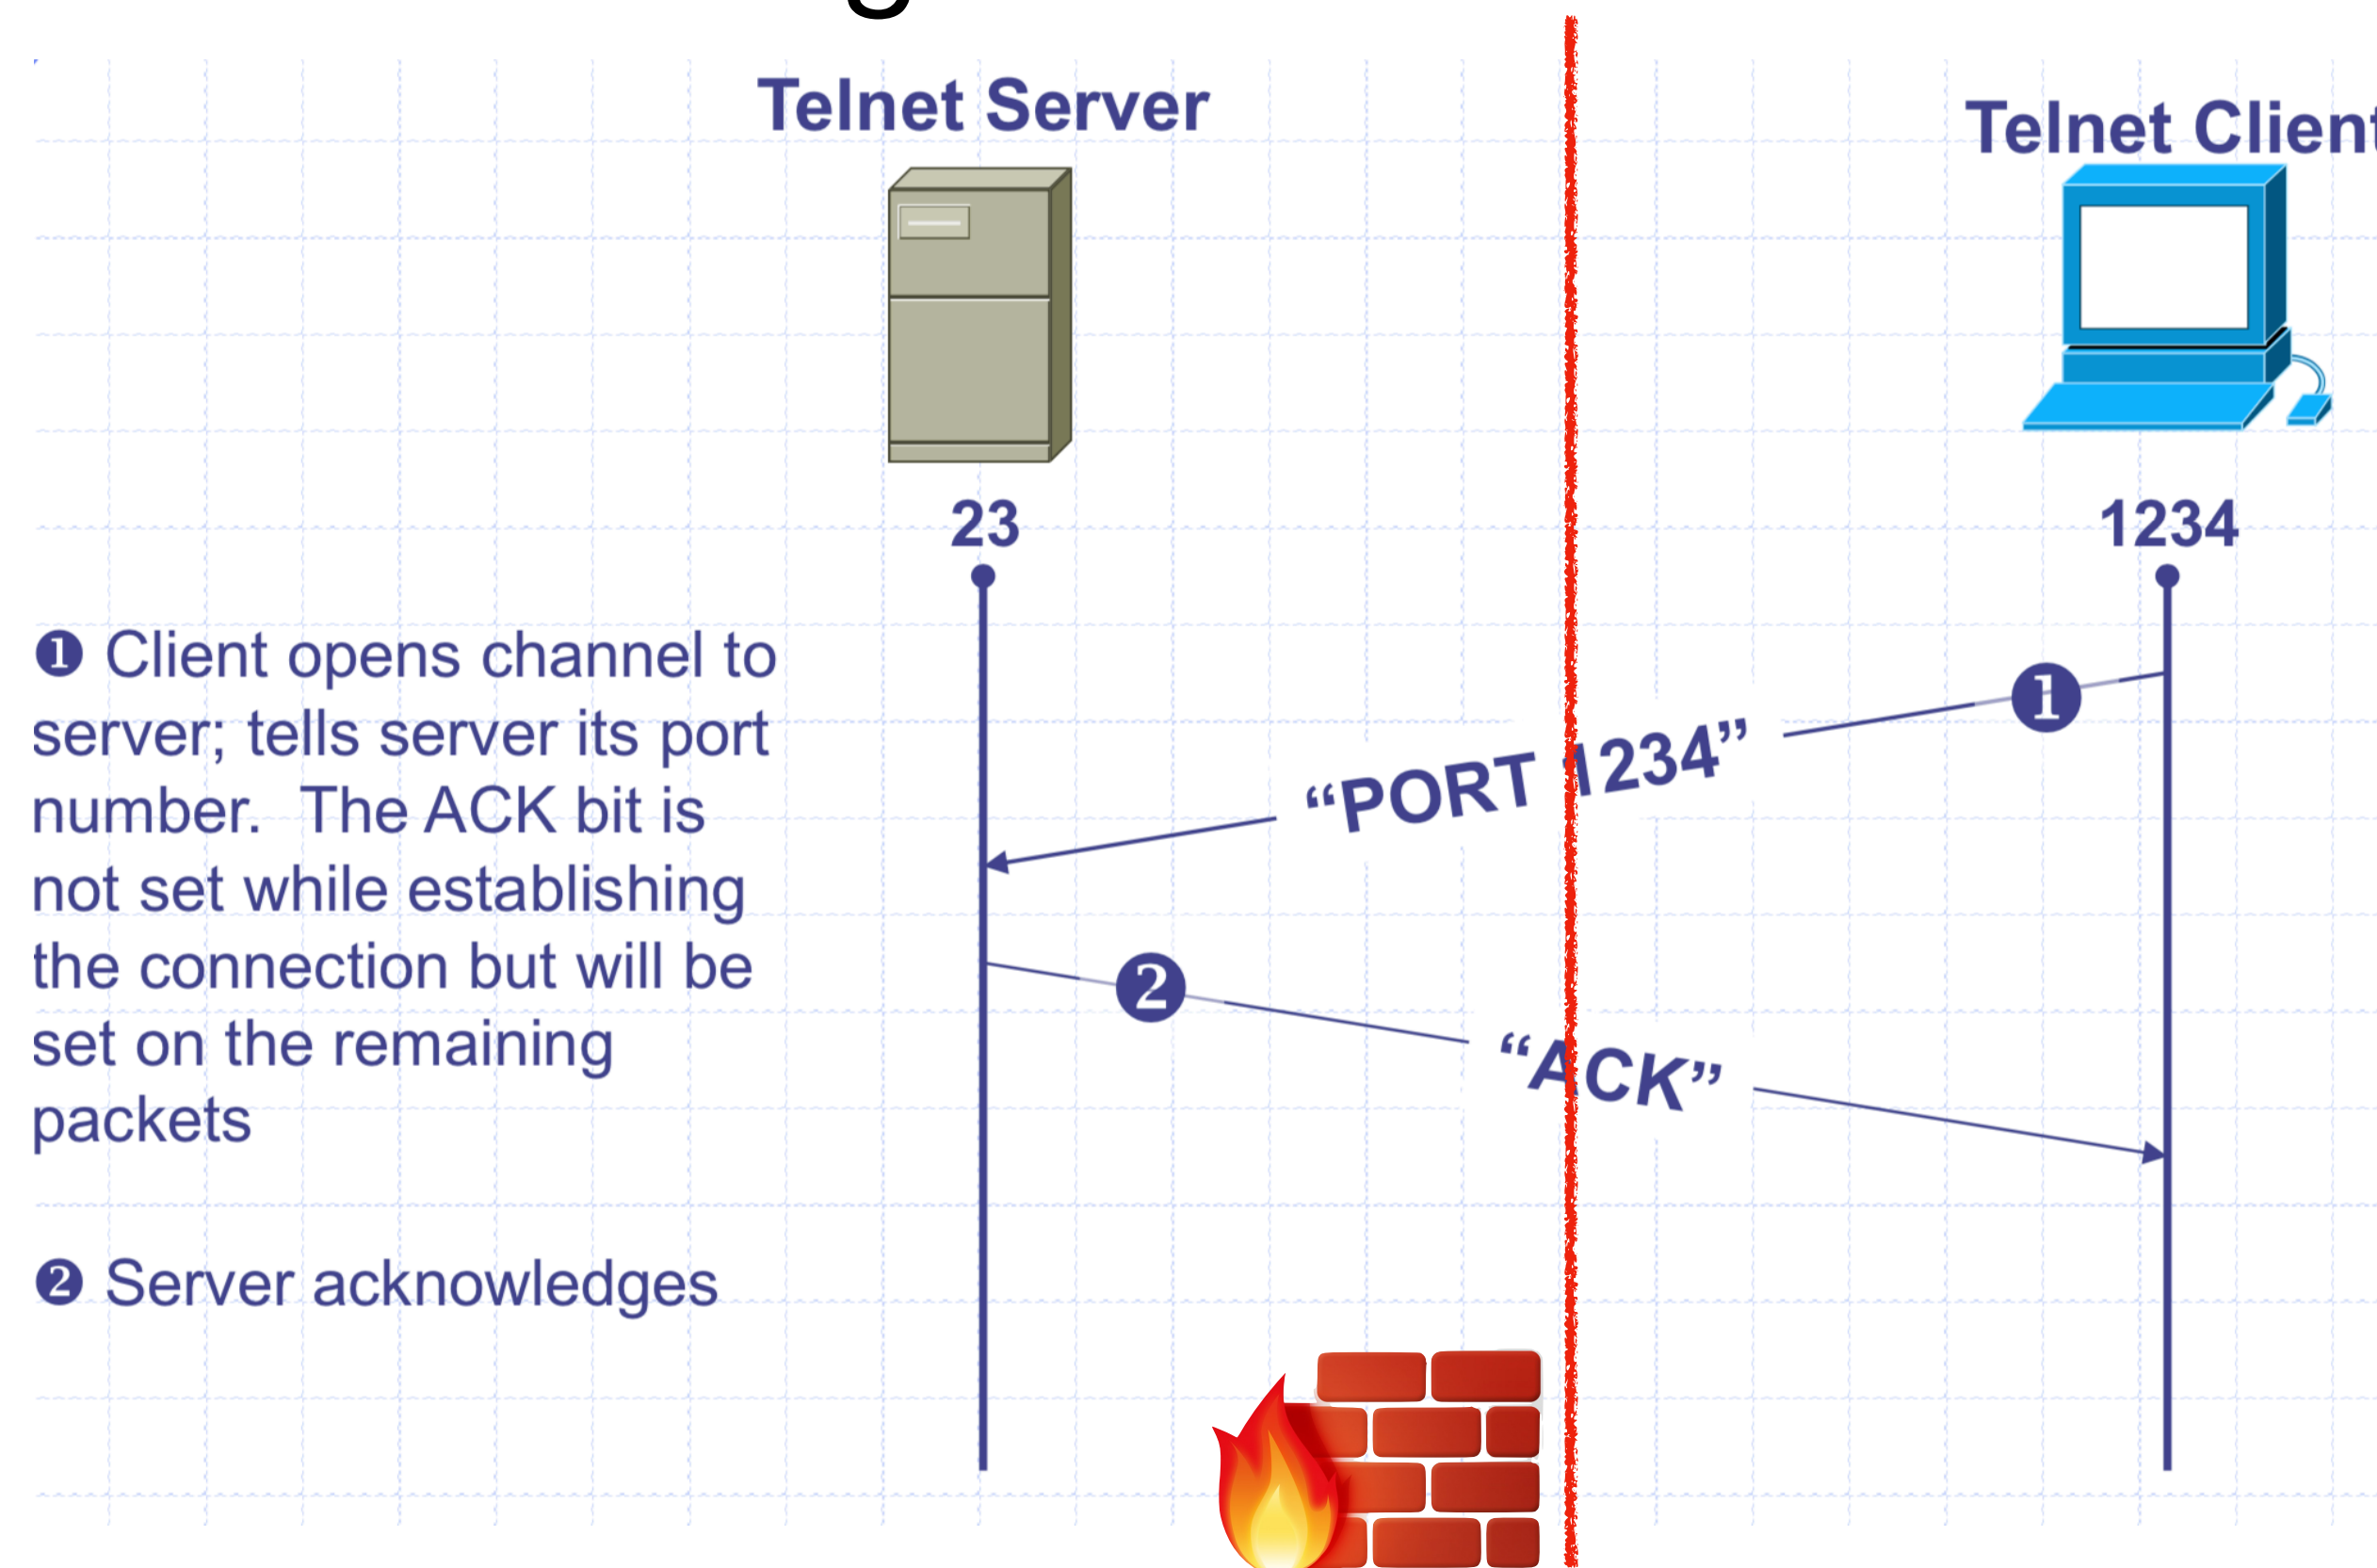 g
Telnet Server
Telnet Client
23
1234
❶ Client opens channel to
server; tells server its port
number. The ACK bit is
not set while establishing
the connection but will be
set on the remaining
packets
❷ Server acknowledges
❶
“PORT 1234”
❷
“ACK”